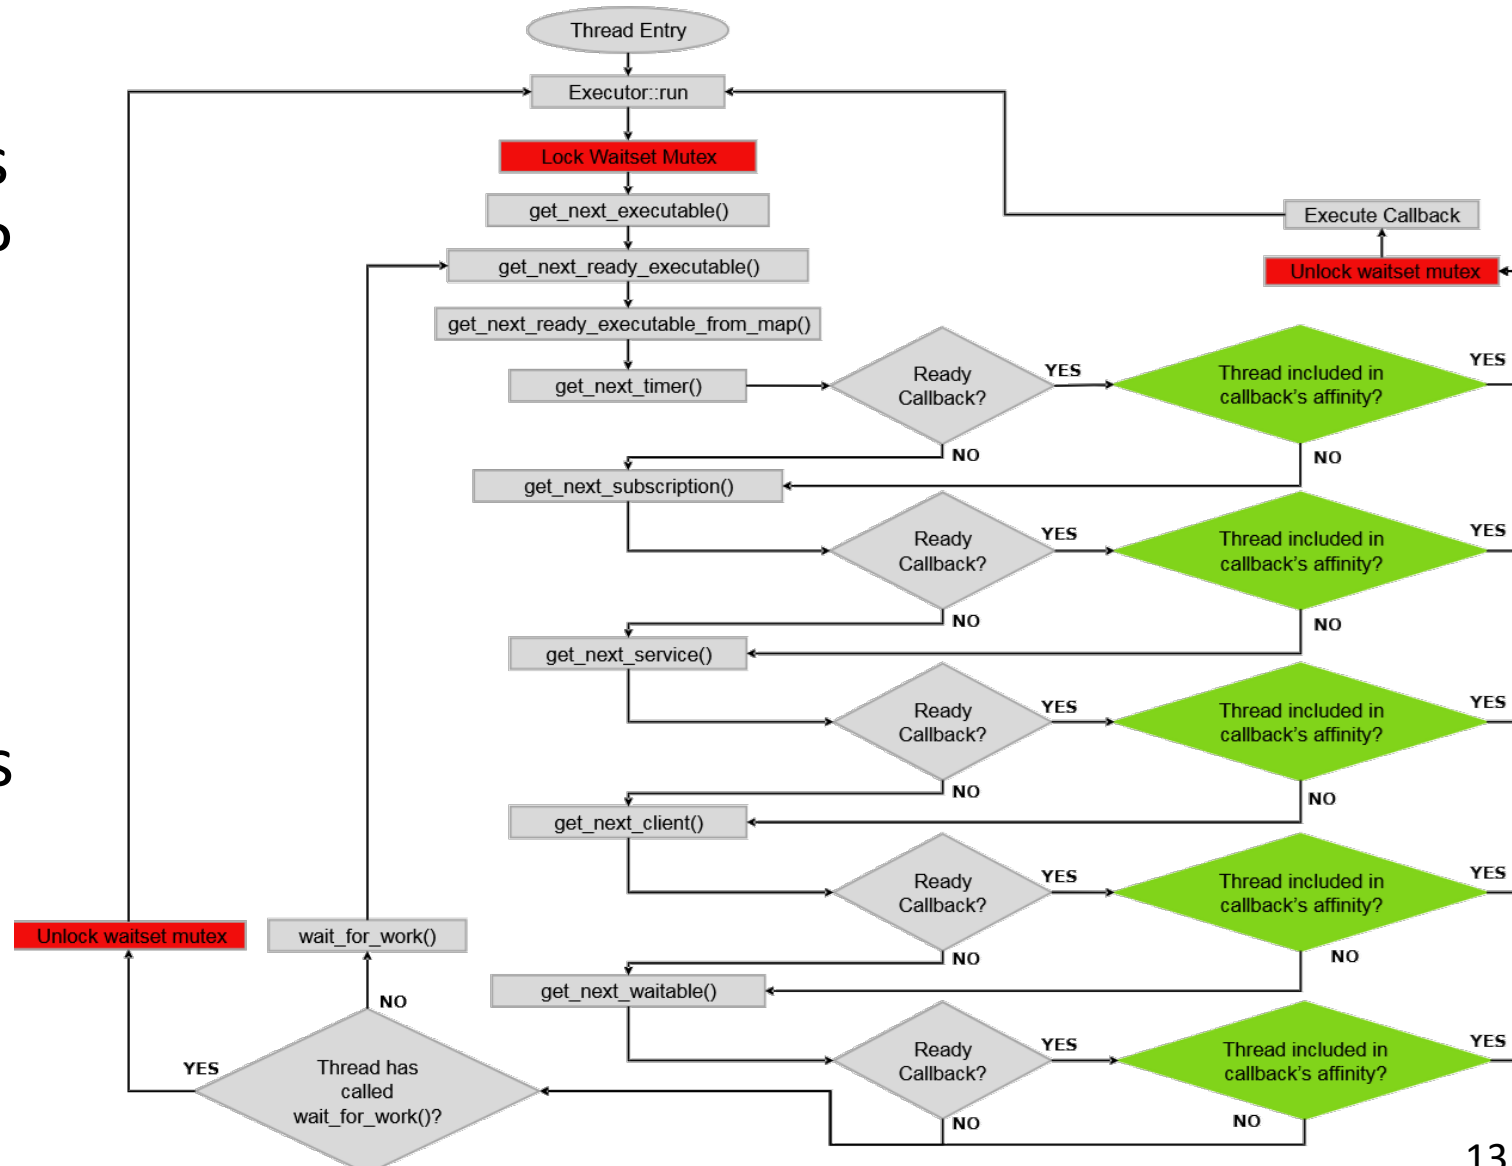 Thread Entry
Executor::run
Lock Waitset Mutex
get_next_executable()
Execute Callback
get_next_ready_executable()
Unlock waitset mutex
get_next_ready_executable_from_map()
get_next_timer()
Ready
Callback?
YES
Thread included in
callback's affinity?
YES
NO
NO
get_next_subscription()
Ready
Callback?
YES
Thread included in
callback's affinity?
YES
NO
NO
get_next_service()
Ready
Callback?
YES
Thread included in
callback's affinity?
YES
NO
NO
get_next_client()
Ready
Callback?
YES
Thread included in
callback's affinity?
YES
NO
NO
get_next_waitable()
Ready
Callback?
YES
Thread included in
callback's affinity?
YES
NO
NO
Unlock waitset mutex
wait_for_work()
NO
YES
Thread has
called
wait_for_work()?
13